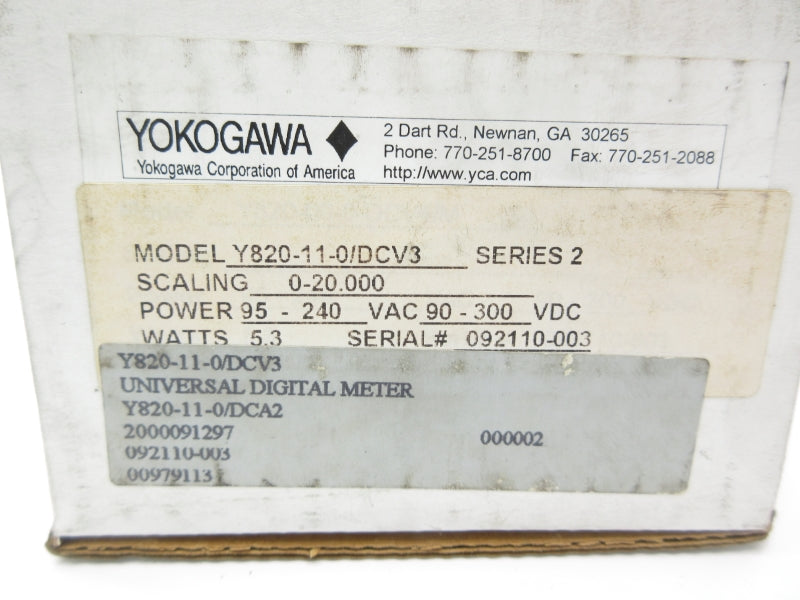 YOKOGAWA
Yokogawa Corporation of America
2 Dart Rd., Newnan, GA 30265
Phone: 770-251-8700 Fax: 770-251-2088
http://www.yca.com
MODEL Y820-11-0/DCV3 SERIES 2
SCALING 0-20.000
POWER 95 - 240 VAC 90 - 300 VDC
WATTS 5.3 SERIAL# 092110-003
Y820-11-0/DCV3
UNIVERSAL DIGITAL METER
Y820-11-0/DCA2
2000091297 000002
092110-003
00979113